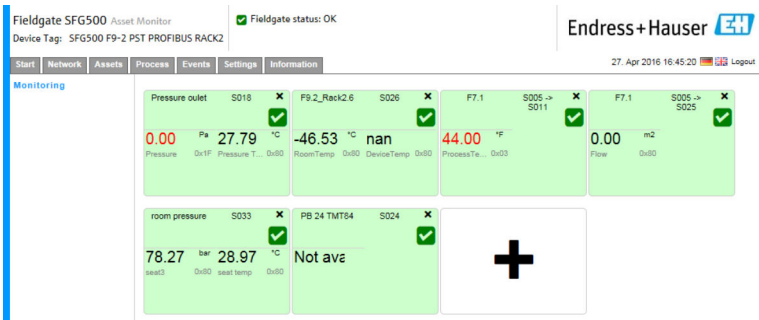 Fieldgate SFG500 Asset Monitor
Device Tag: SFG500 F9-2 PST PROFIBUS RACK2
Fieldgate status: OK
Endress+Hauser EH
Start Network Assets Process Events Settings Information
27. Apr 2016 16:45:20 Logout
Monitoring
Pressure oulet S018
0.00 Pa 27.79 °C
Pressure 0x1F Pressure T... 0x80
F9.2_Rack2.6 S026
-46.53 °C nan
RoomTemp 0x80 DeviceTemp 0x80
F7.1 S005 ->
S011
44.00 °F
ProcessTe... 0x03
F7.1 S005 ->
S025
0.00 m2
Flow 0x80
room pressure S033
78.27 bar 28.97 °C
seat3 0x80 seat temp 0x80
PB 24 TMT84 S024
Not ava